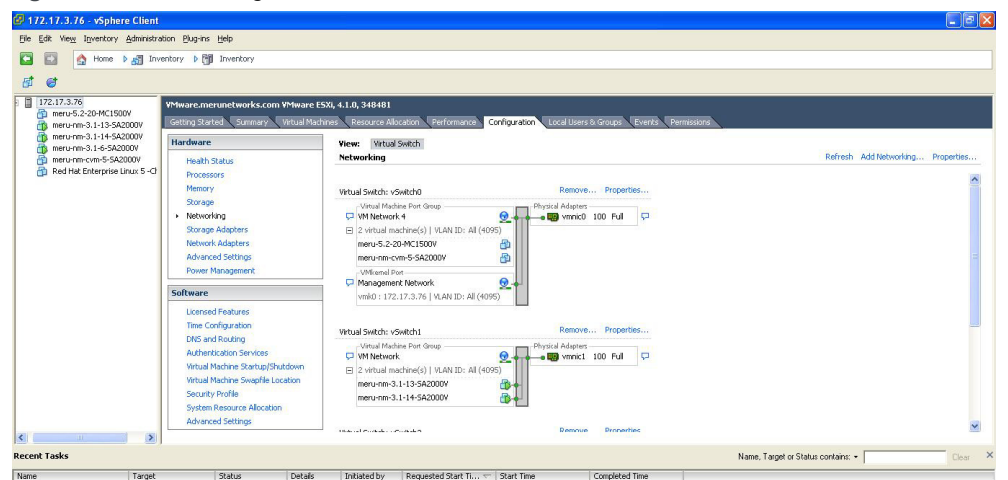 172.17.3.76 - vSphere Client
File Edit View Inventory Administration Plug-ins Help
Home Inventory Inventory
172.17.3.76
meru-5.2-20-MC1500V
meru-nm-3.1-13-SA2000V
meru-nm-3.1-14-SA2000V
meru-nm-3.1-6-SA2000V
meru-nm-cvm-5-SA2000V
Red Hat Enterprise Linux 5 -Cl
VMware.merunetworks.com VMware ESXi, 4.1.0, 348481
Getting Started Summary Virtual Machines Resource Allocation Performance Configuration Local Users & Groups Events Permissions
Hardware
Health Status
Processors
Memory
Storage
Networking
Storage Adapters
Network Adapters
Advanced Settings
Power Management
Software
Licensed Features
Time Configuration
DNS and Routing
Authentication Services
Virtual Machine Startup/Shutdown
Virtual Machine Swapfile Location
Security Profile
System Resource Allocation
Advanced Settings
View: Virtual Switch
Networking Refresh Add Networking... Properties...
Virtual Switch: vSwitch0 Remove... Properties...
Virtual Machine Port Group Physical Adapters
VM Network 4 vmnic0 100 Full
2 virtual machine(s) | VLAN ID: All (4095)
meru-5.2-20-MC1500V
meru-nm-cvm-5-SA2000V
VMkernel Port
Management Network
vmk0 : 172.17.3.76 | VLAN ID: All (4095)
Virtual Switch: vSwitch1 Remove... Properties...
Virtual Machine Port Group Physical Adapters
VM Network vmnic1 100 Full
2 virtual machine(s) | VLAN ID: All (4095)
meru-nm-3.1-13-SA2000V
meru-nm-3.1-14-SA2000V
Virtual Switch: vSwitch2 Remove... Properties...
Recent Tasks Name, Target or Status contains: Clear
Name Target Status Details Initiated by Requested Start Ti... Start Time Completed Time